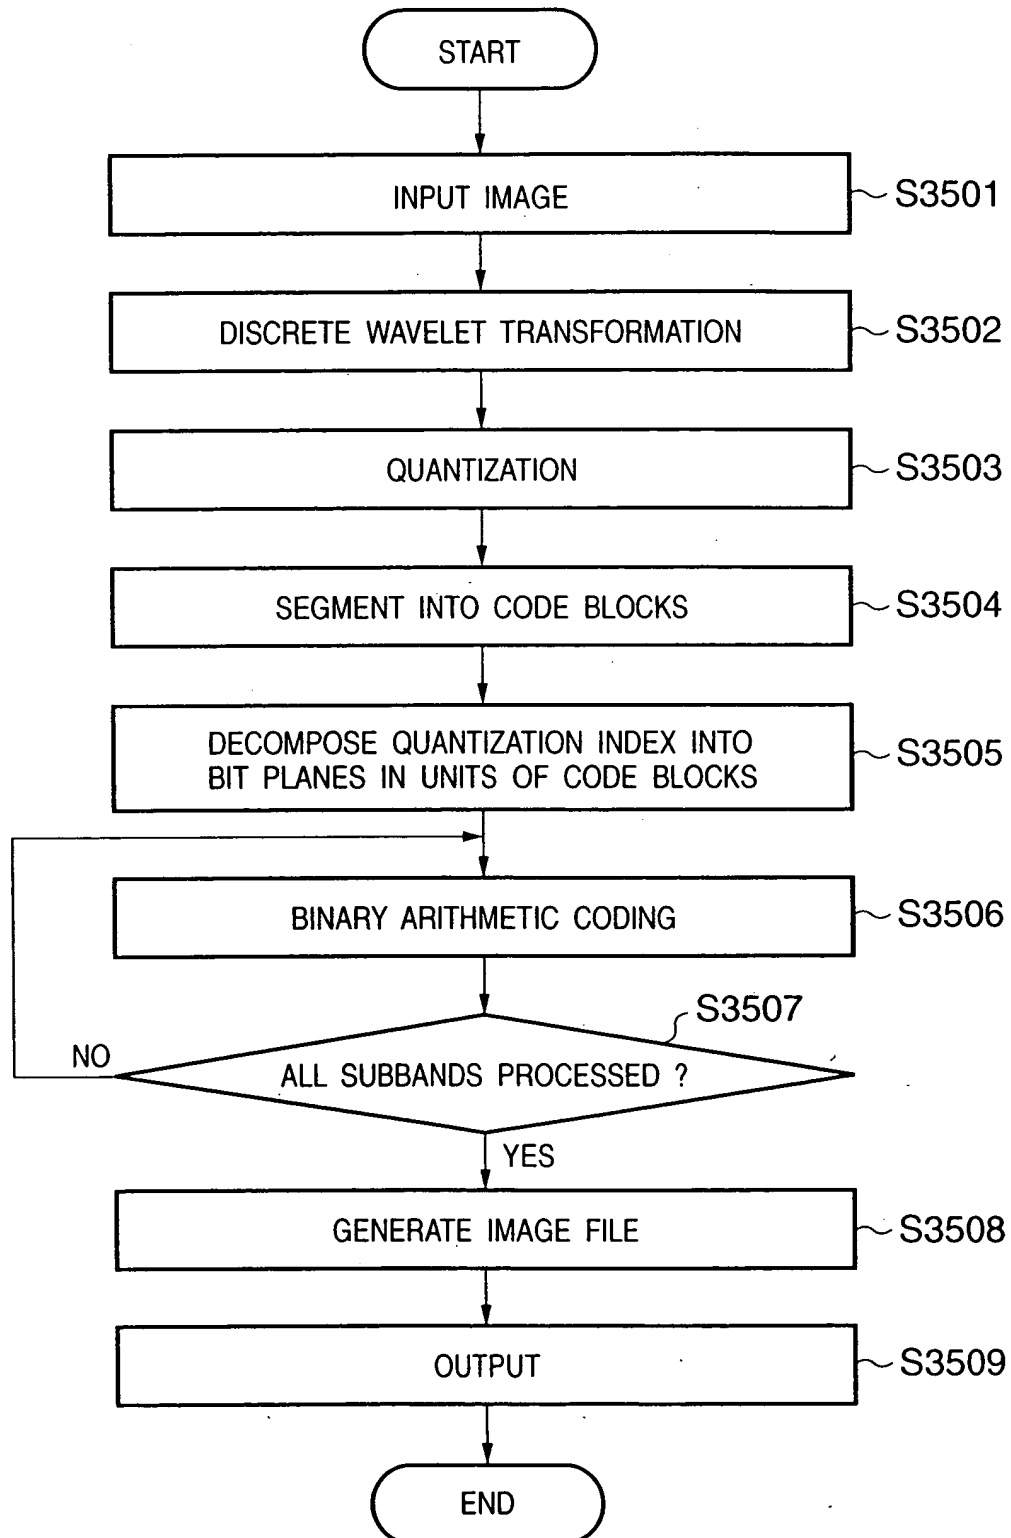 START
INPUT IMAGE
S3501
DISCRETE WAVELET TRANSFORMATION
S3502
QUANTIZATION
S3503
SEGMENT INTO CODE BLOCKS
S3504
DECOMPOSE QUANTIZATION INDEX INTO
BIT PLANES IN UNITS OF CODE BLOCKS
S3505
BINARY ARITHMETIC CODING
S3506
S3507
NO
ALL SUBBANDS PROCESSED ?
YES
GENERATE IMAGE FILE
S3508
OUTPUT
S3509
END